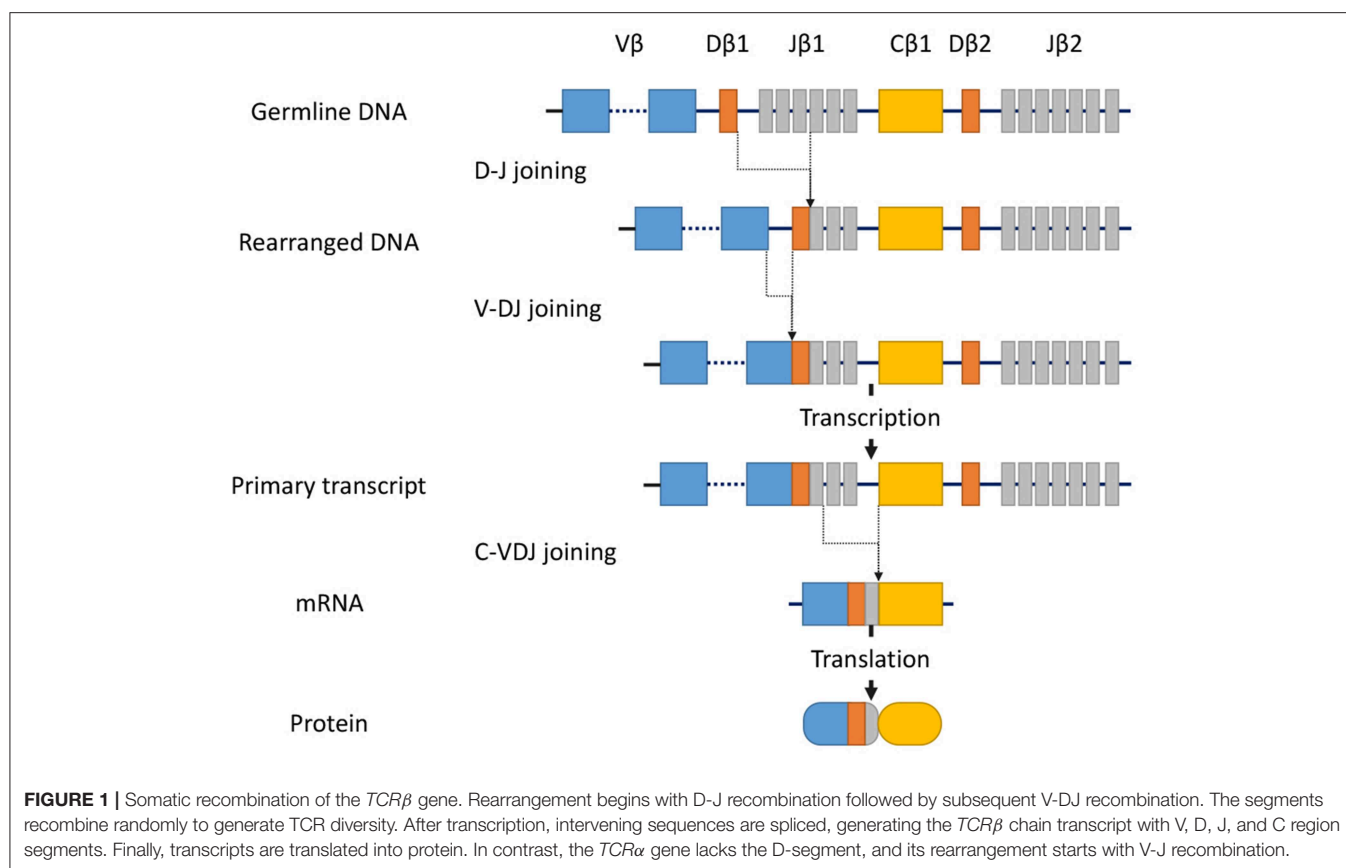 Vβ Dβ1 Jβ1 Cβ1 Dβ2 Jβ2
Germline DNA
D-J joining
Rearranged DNA
V-DJ joining
Transcription
Primary transcript
C-VDJ joining
mRNA
Translation
Protein
FIGURE 1 | Somatic recombination of the TCRβ gene. Rearrangement begins with D-J recombination followed by subsequent V-DJ recombination. The segments
recombine randomly to generate TCR diversity. After transcription, intervening sequences are spliced, generating the TCRβ chain transcript with V, D, J, and C region
segments. Finally, transcripts are translated into protein. In contrast, the TCRα gene lacks the D-segment, and its rearrangement starts with V-J recombination.